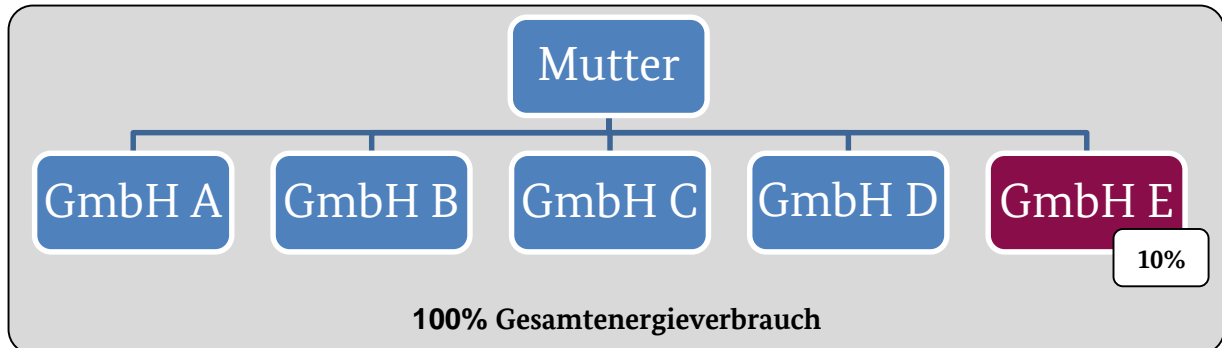 Mutter
GmbH A
GmbH B
GmbH C
GmbH D
GmbH E
10%
100% Gesamtenergieverbrauch